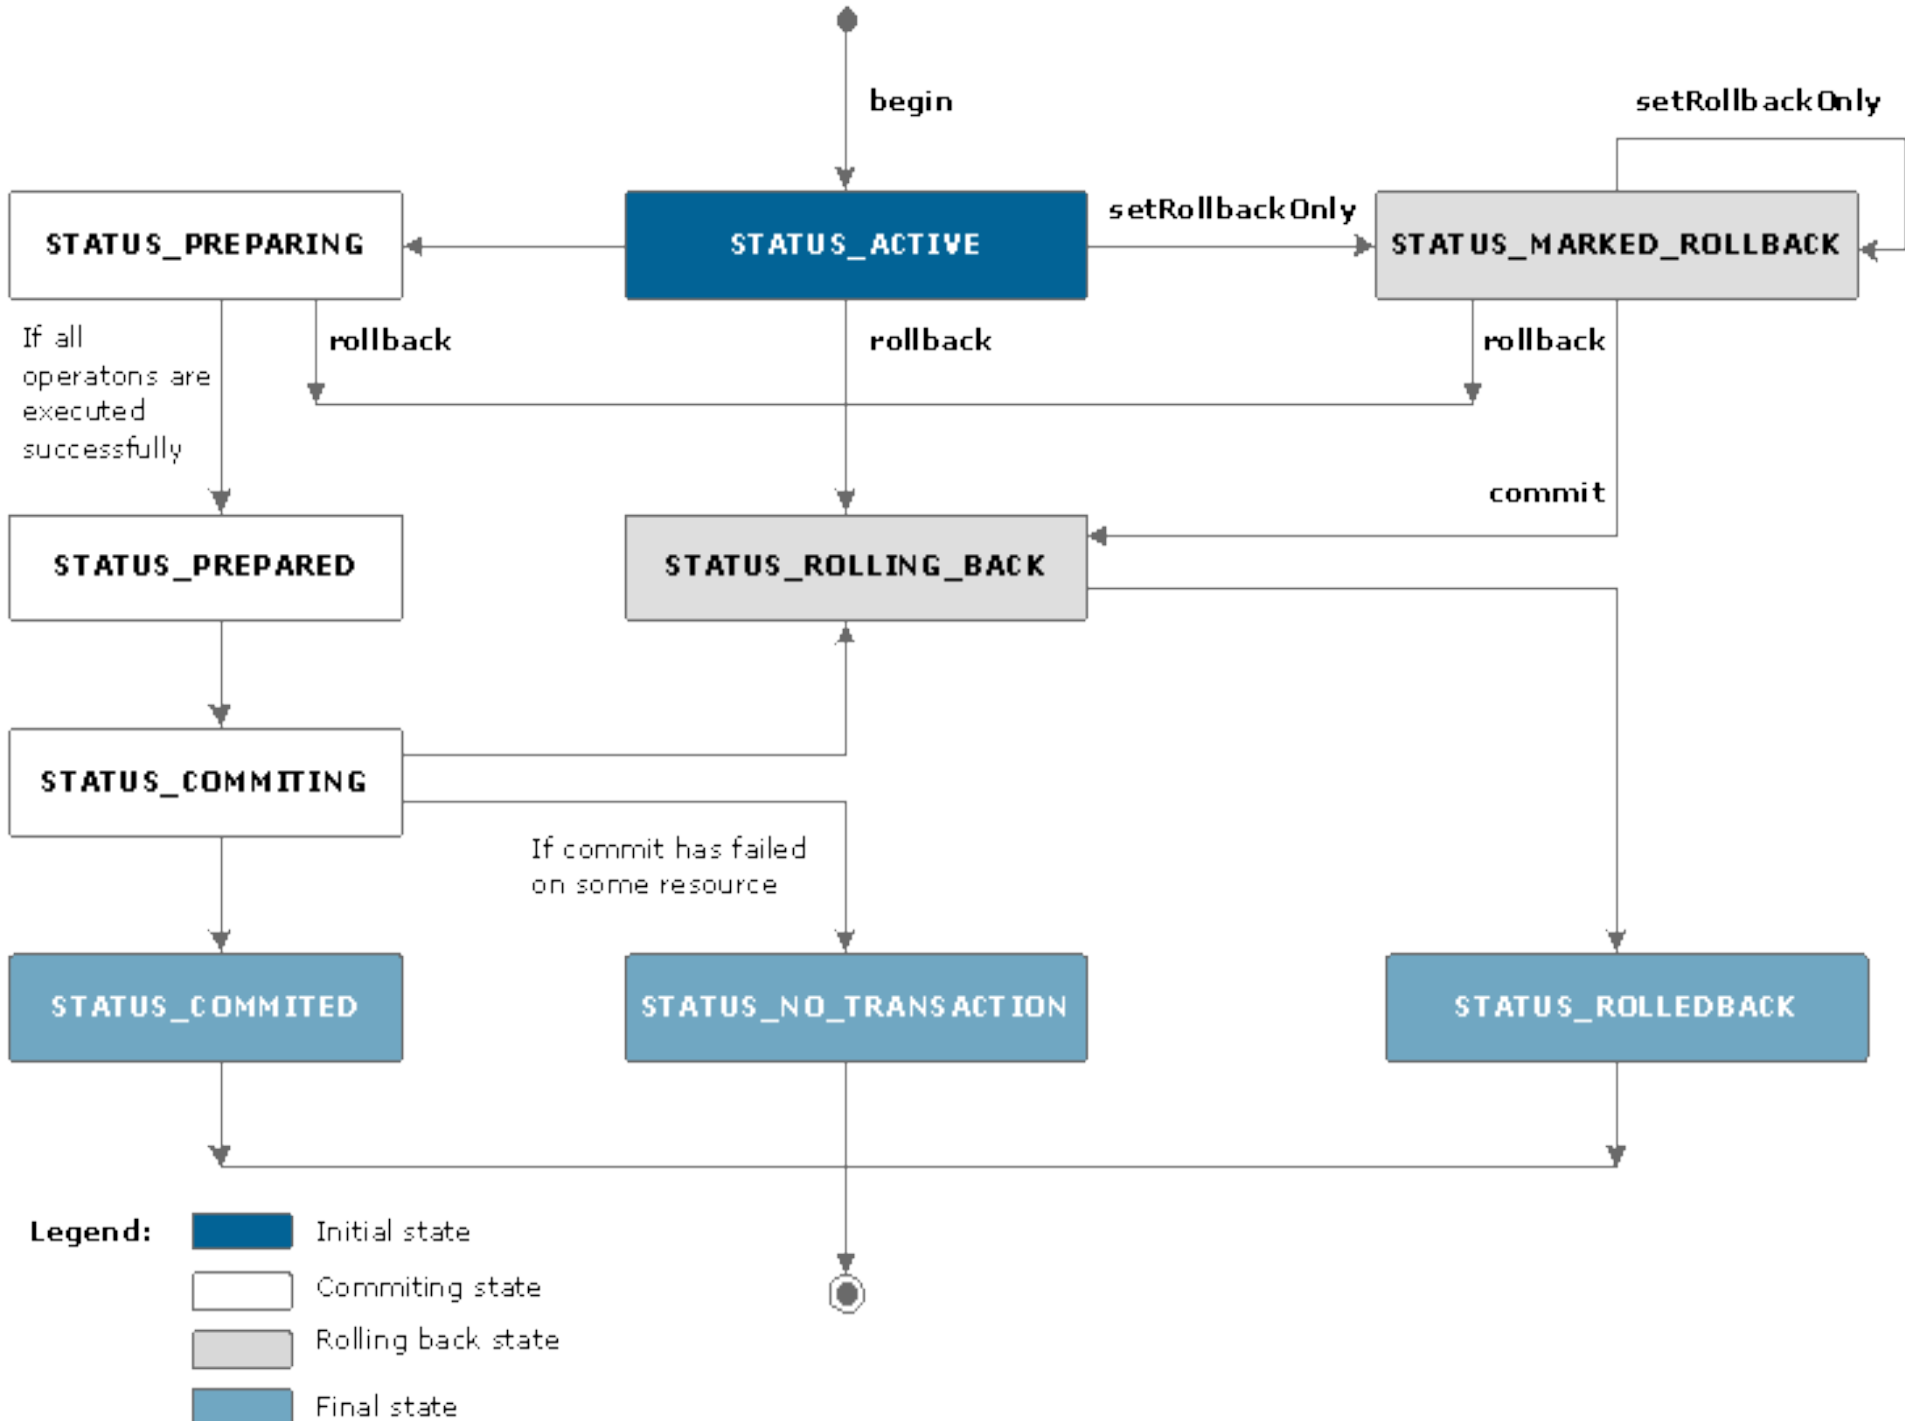 begin
setRollbackOnly
STATUS_PREPARING
STATUS_ACTIVE
setRollbackOnly
STATUS_MARKED_ROLLBACK
If all
operatons are
executed
successfully
rollback
rollback
rollback
commit
STATUS_PREPARED
STATUS_ROLLING_BACK
STATUS_COMMITING
If commit has failed
on some resource
STATUS_COMMITED
STATUS_NO_TRANSACTION
STATUS_ROLLEDBACK
Legend:
Initial state
Commiting state
Rolling back state
Final state